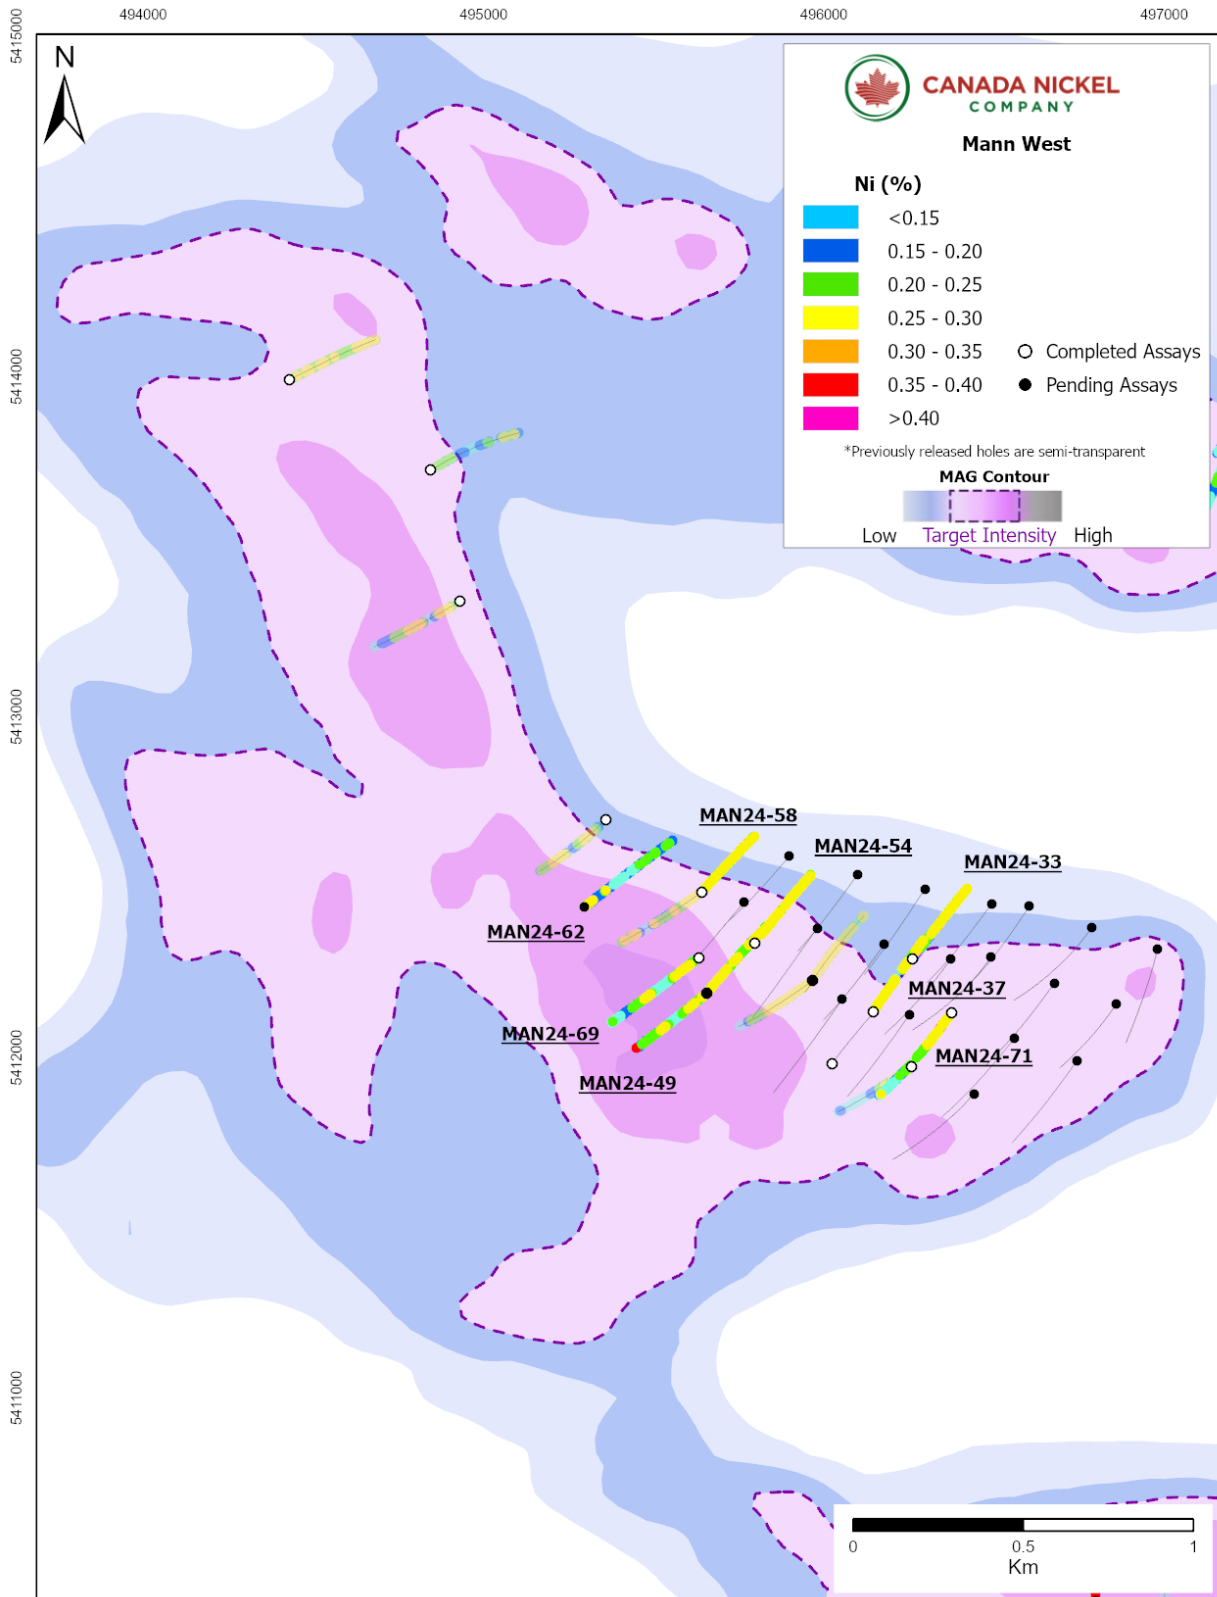 494000
495000
496000
497000
5415000
N
CANADA NICKEL
COMPANY
Mann West
Ni (%)
<0.15
0.15 - 0.20
0.20 - 0.25
0.25 - 0.30
0.30 - 0.35
0.35 - 0.40
>0.40
Completed Assays
Pending Assays
*Previously released holes are semi-transparent
MAG Contour
Low Target Intensity High
5414000
5413000
MAN24-58
MAN24-54
MAN24-33
MAN24-62
MAN24-37
MAN24-69
MAN24-71
MAN24-49
5412000
5411000
0 0.5 1
Km